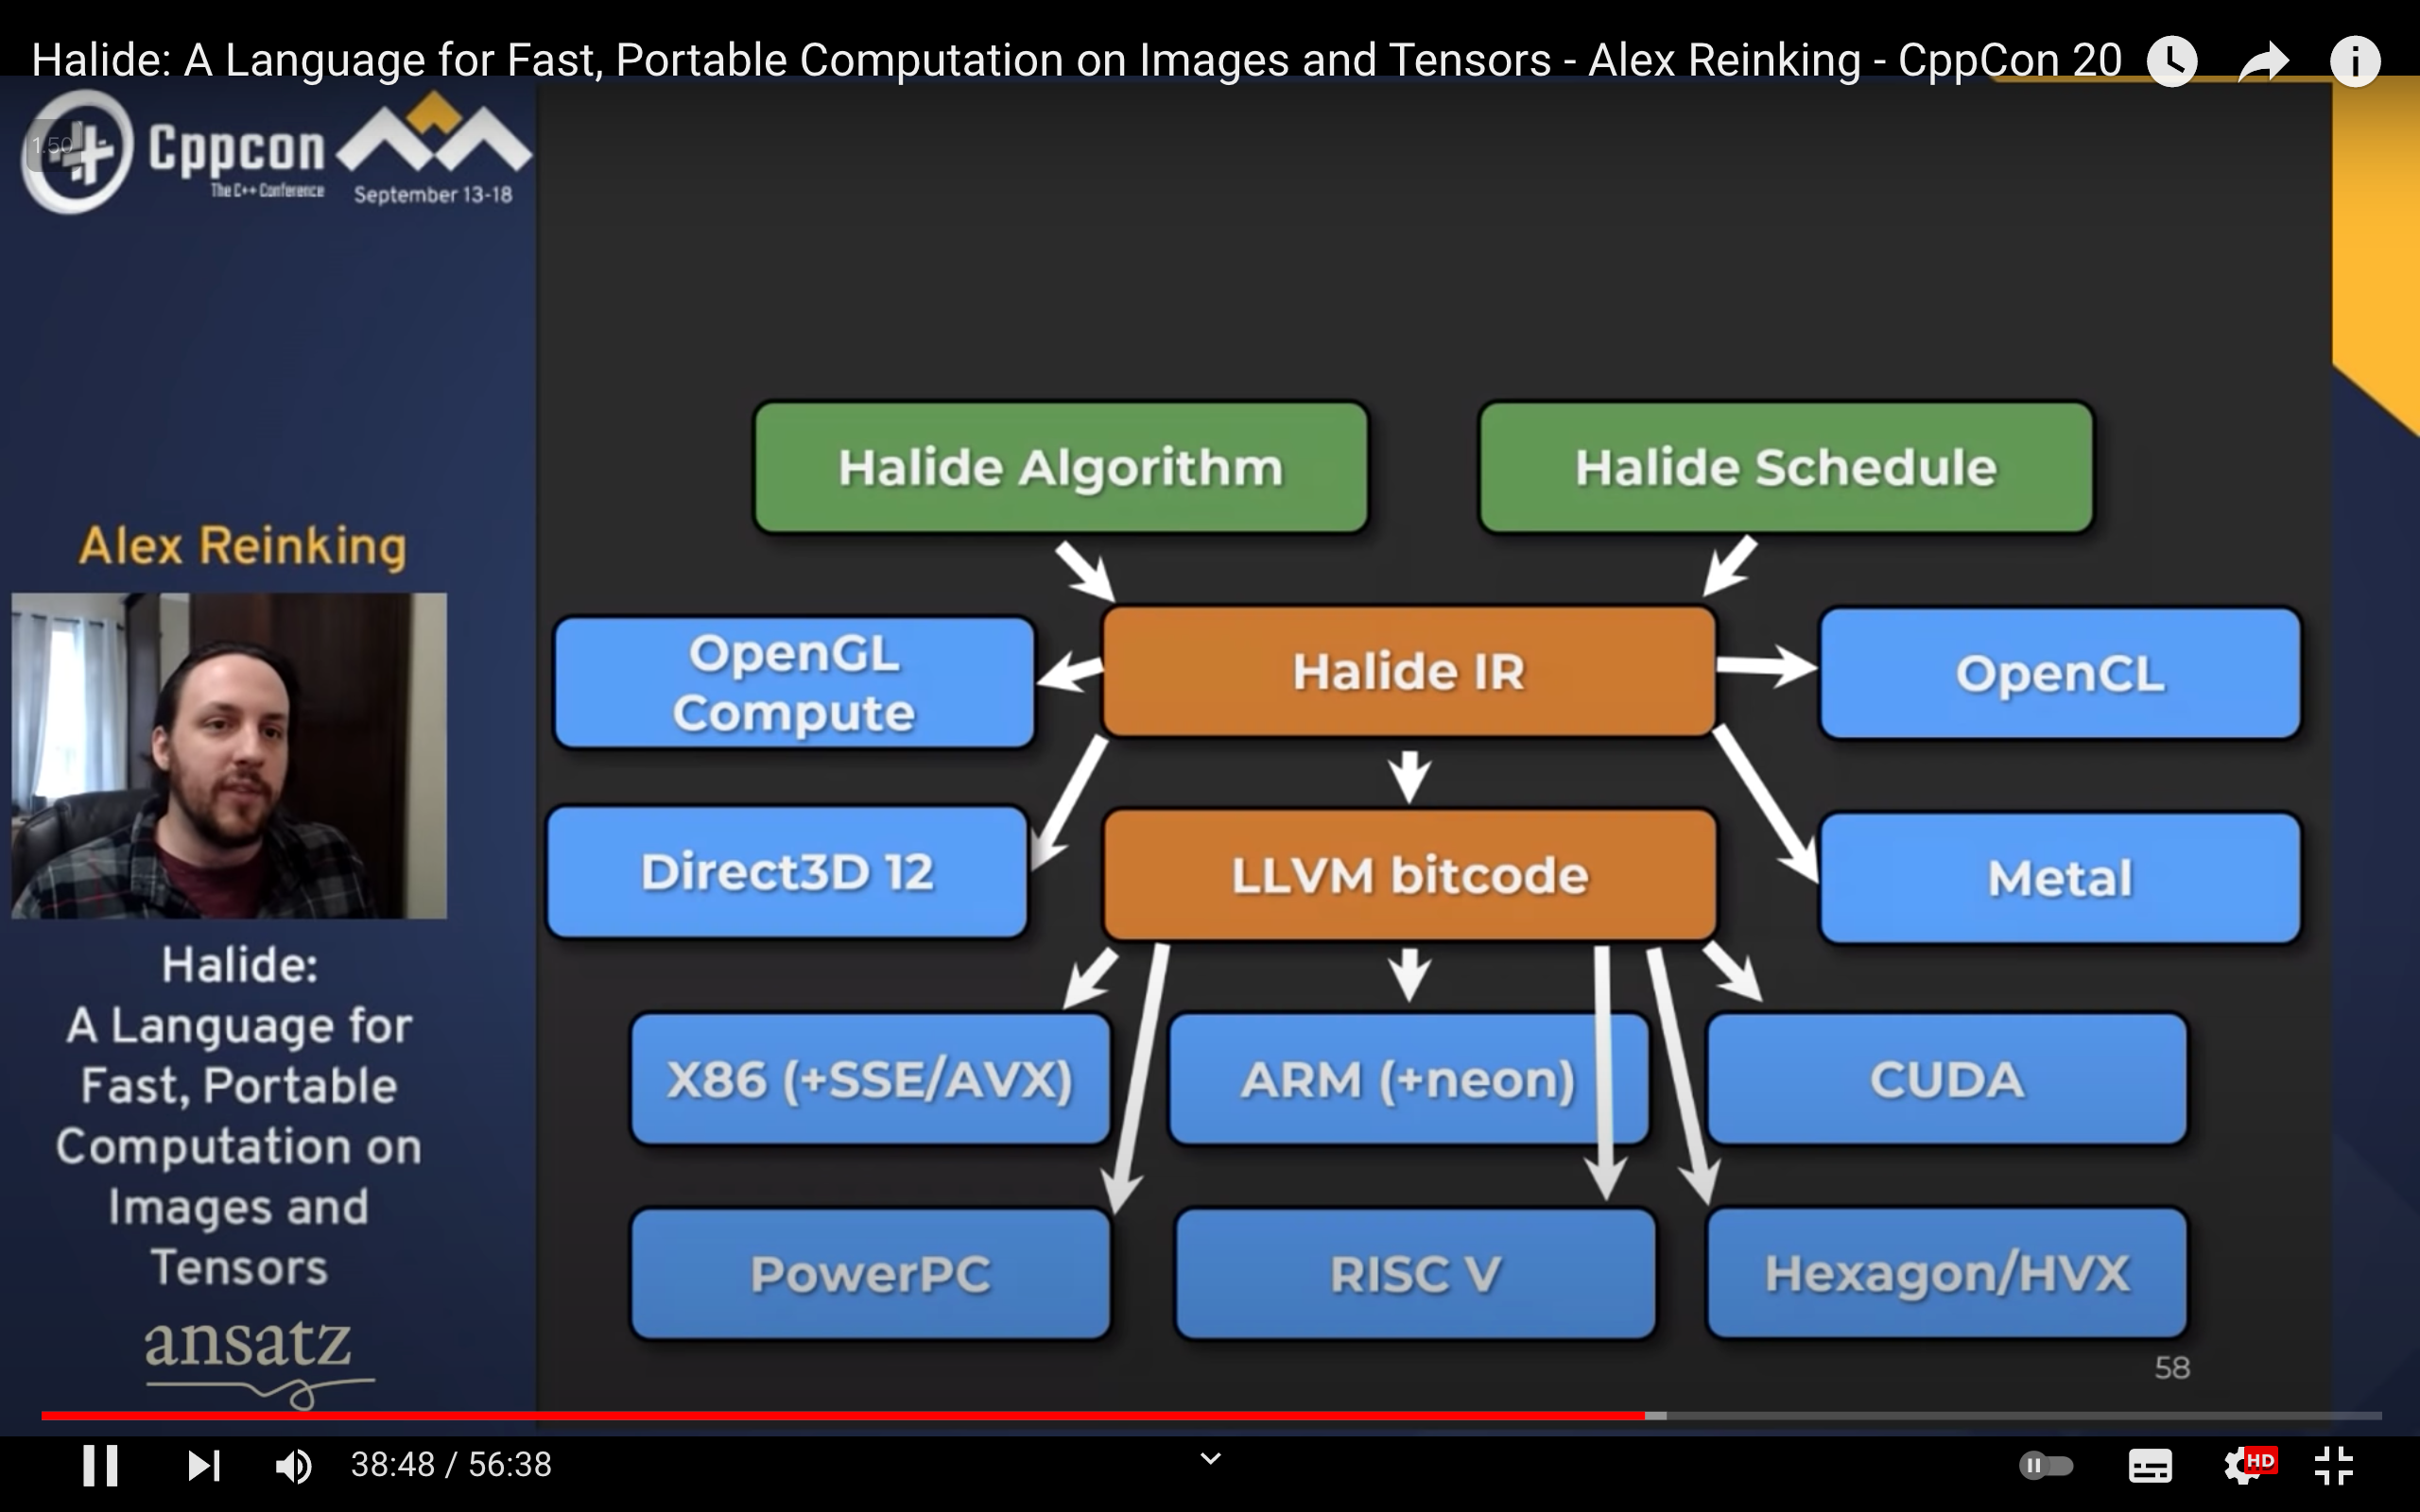 Halide: A Language for Fast, Portable Computation on Images and Tensors - Alex Reinking - CppCon 20
1.50
Cppcon
The C++ Conference
September 13-18
Alex Reinking
Halide:
A Language for
Fast, Portable
Computation on
Images and
Tensors
ansatz
Halide Algorithm
Halide Schedule
OpenGL
Compute
Halide IR
OpenCL
Direct3D 12
LLVM bitcode
Metal
X86 (+SSE/AVX)
ARM (+neon)
CUDA
PowerPC
RISC V
Hexagon/HVX
58
38:48 / 56:38
HD